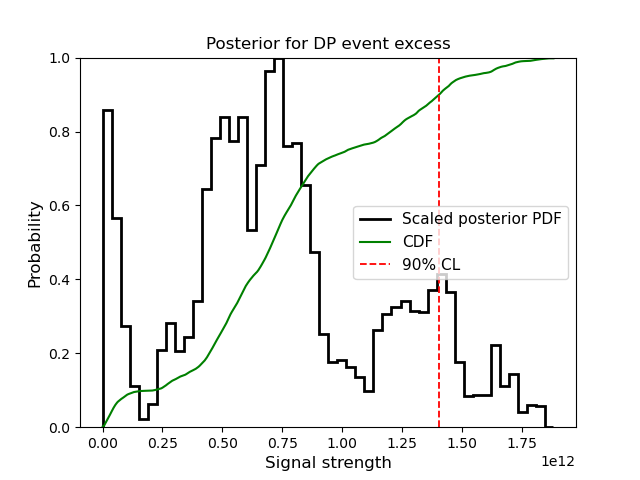 Posterior for DP event excess
Probability
1.0
0.8
0.6
0.4
0.2
0.0
Scaled posterior PDF
CDF
90% CL
0.00 0.25 0.50 0.75 1.00 1.25 1.50 1.75
1e12
Signal strength